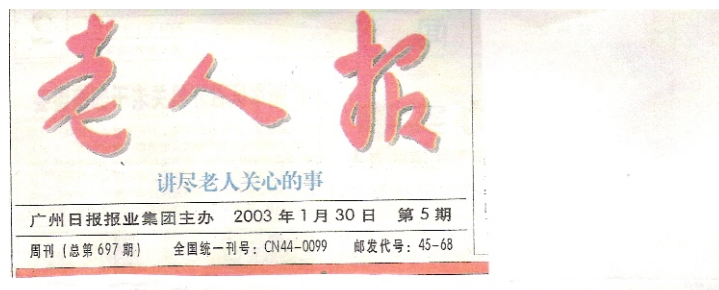 老人报
讲尽老人关心的事
广州日报报业集团主办 2003年1月30日 第5期
周刊(总第697期) 全国统一刊号：CN44-0099 邮发代号：45-68